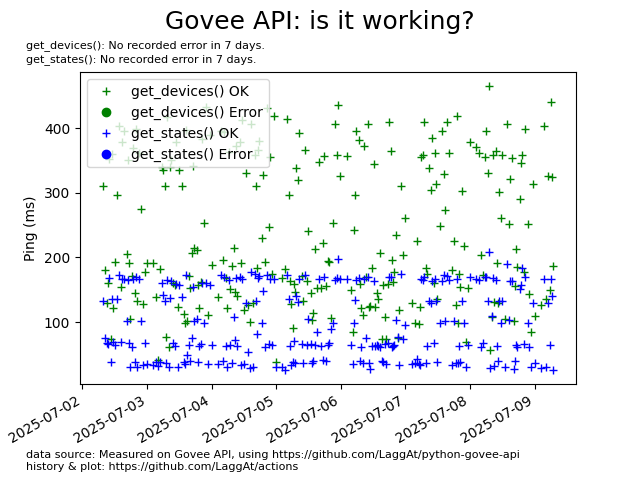 Govee API: is it working?
get_devices(): No recorded error in 7 days.
get_states(): No recorded error in 7 days.
get_devices() OK
get_devices() Error
get_states() OK
get_states() Error
Ping (ms)
400
300
200
100
2025-07-02
2025-07-03
2025-07-04
2025-07-05
2025-07-06
2025-07-07
2025-07-08
2025-07-09
data source: Measured on Govee API, using https://github.com/LaggAt/python-govee-api
history & plot: https://github.com/LaggAt/actions